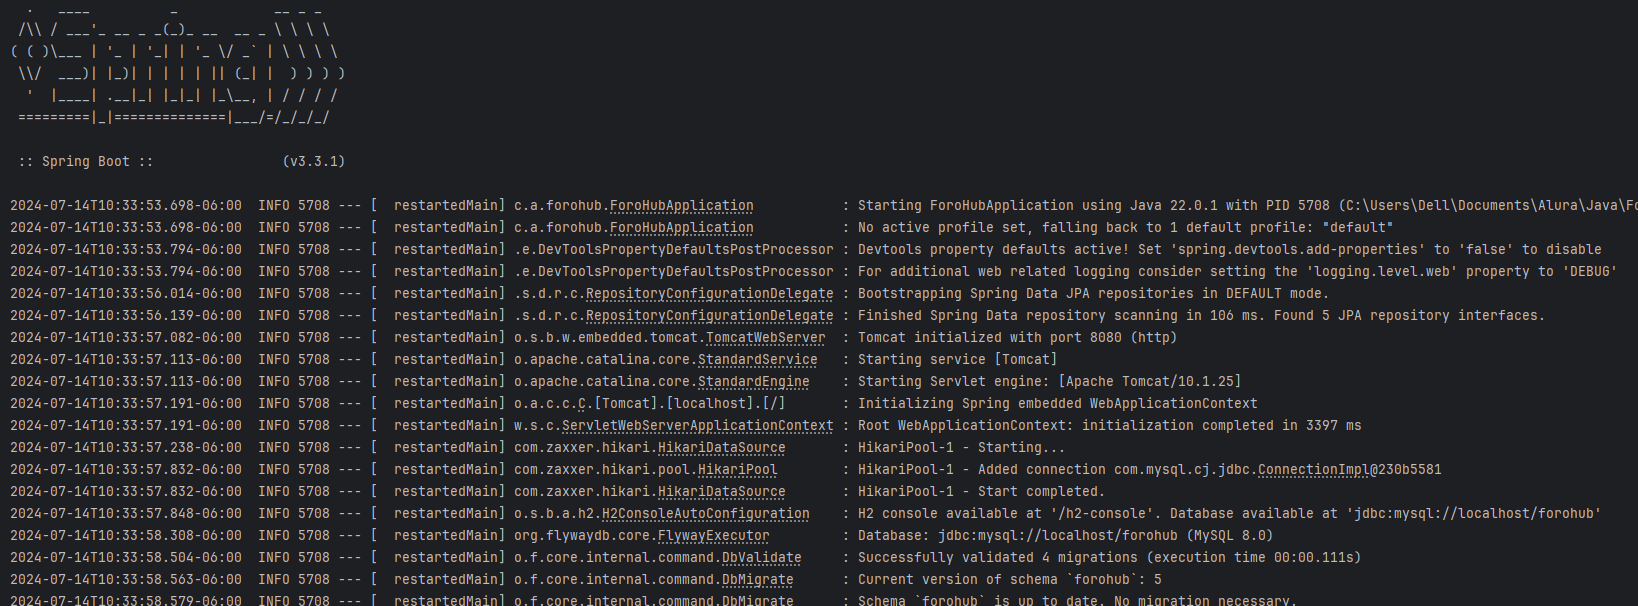 .   ____          _            __ _ _
 /\\ / ___'_ __ _ _(_)_ __  __ _ \ \ \ \
( ( )\___ | '_ | '_| | '_ \/ _` | \ \ \ \
 \\/  ___)| |_)| | | | | || (_| |  ) ) ) )
  '  |____| .__|_| |_|_| |_\__, | / / / /
 =========|_|==============|___/=/_/_/_/

 :: Spring Boot ::                (v3.3.1)

2024-07-14T10:33:53.698-06:00  INFO 5708 --- [  restartedMain] c.a.forohub.ForoHubApplication           : Starting ForoHubApplication using Java 22.0.1 with PID 5708 (C:\Users\Dell\Documents\Alura\Java\Fo
2024-07-14T10:33:53.698-06:00  INFO 5708 --- [  restartedMain] c.a.forohub.ForoHubApplication           : No active profile set, falling back to 1 default profile: "default"
2024-07-14T10:33:53.794-06:00  INFO 5708 --- [  restartedMain] .e.DevToolsPropertyDefaultsPostProcessor : Devtools property defaults active! Set 'spring.devtools.add-properties' to 'false' to disable
2024-07-14T10:33:53.794-06:00  INFO 5708 --- [  restartedMain] .e.DevToolsPropertyDefaultsPostProcessor : For additional web related logging consider setting the 'logging.level.web' property to 'DEBUG'
2024-07-14T10:33:56.014-06:00  INFO 5708 --- [  restartedMain] .s.d.r.c.RepositoryConfigurationDelegate : Bootstrapping Spring Data JPA repositories in DEFAULT mode.
2024-07-14T10:33:56.139-06:00  INFO 5708 --- [  restartedMain] .s.d.r.c.RepositoryConfigurationDelegate : Finished Spring Data repository scanning in 106 ms. Found 5 JPA repository interfaces.
2024-07-14T10:33:57.082-06:00  INFO 5708 --- [  restartedMain] o.s.b.w.embedded.tomcat.TomcatWebServer  : Tomcat initialized with port 8080 (http)
2024-07-14T10:33:57.113-06:00  INFO 5708 --- [  restartedMain] o.apache.catalina.core.StandardService   : Starting service [Tomcat]
2024-07-14T10:33:57.113-06:00  INFO 5708 --- [  restartedMain] o.apache.catalina.core.StandardEngine    : Starting Servlet engine: [Apache Tomcat/10.1.25]
2024-07-14T10:33:57.191-06:00  INFO 5708 --- [  restartedMain] o.a.c.c.C.[Tomcat].[localhost].[/]       : Initializing Spring embedded WebApplicationContext
2024-07-14T10:33:57.191-06:00  INFO 5708 --- [  restartedMain] w.s.c.ServletWebServerApplicationContext : Root WebApplicationContext: initialization completed in 3397 ms
2024-07-14T10:33:57.238-06:00  INFO 5708 --- [  restartedMain] com.zaxxer.hikari.HikariDataSource       : HikariPool-1 - Starting...
2024-07-14T10:33:57.832-06:00  INFO 5708 --- [  restartedMain] com.zaxxer.hikari.pool.HikariPool        : HikariPool-1 - Added connection com.mysql.cj.jdbc.ConnectionImpl@230b5581
2024-07-14T10:33:57.832-06:00  INFO 5708 --- [  restartedMain] com.zaxxer.hikari.HikariDataSource       : HikariPool-1 - Start completed.
2024-07-14T10:33:57.848-06:00  INFO 5708 --- [  restartedMain] o.s.b.a.h2.H2ConsoleAutoConfiguration    : H2 console available at '/h2-console'. Database available at 'jdbc:mysql://localhost/forohub'
2024-07-14T10:33:58.308-06:00  INFO 5708 --- [  restartedMain] org.flywaydb.core.FlywayExecutor         : Database: jdbc:mysql://localhost/forohub (MySQL 8.0)
2024-07-14T10:33:58.504-06:00  INFO 5708 --- [  restartedMain] o.f.core.internal.command.DbValidate     : Successfully validated 4 migrations (execution time 00:00.111s)
2024-07-14T10:33:58.563-06:00  INFO 5708 --- [  restartedMain] o.f.core.internal.command.DbMigrate      : Current version of schema `forohub`: 5
2024-07-14T10:33:58.579-06:00  INFO 5708 --- [  restartedMain] o.f.core.internal.command.DbMigrate      : Schema `forohub` is up to date. No migration necessary.